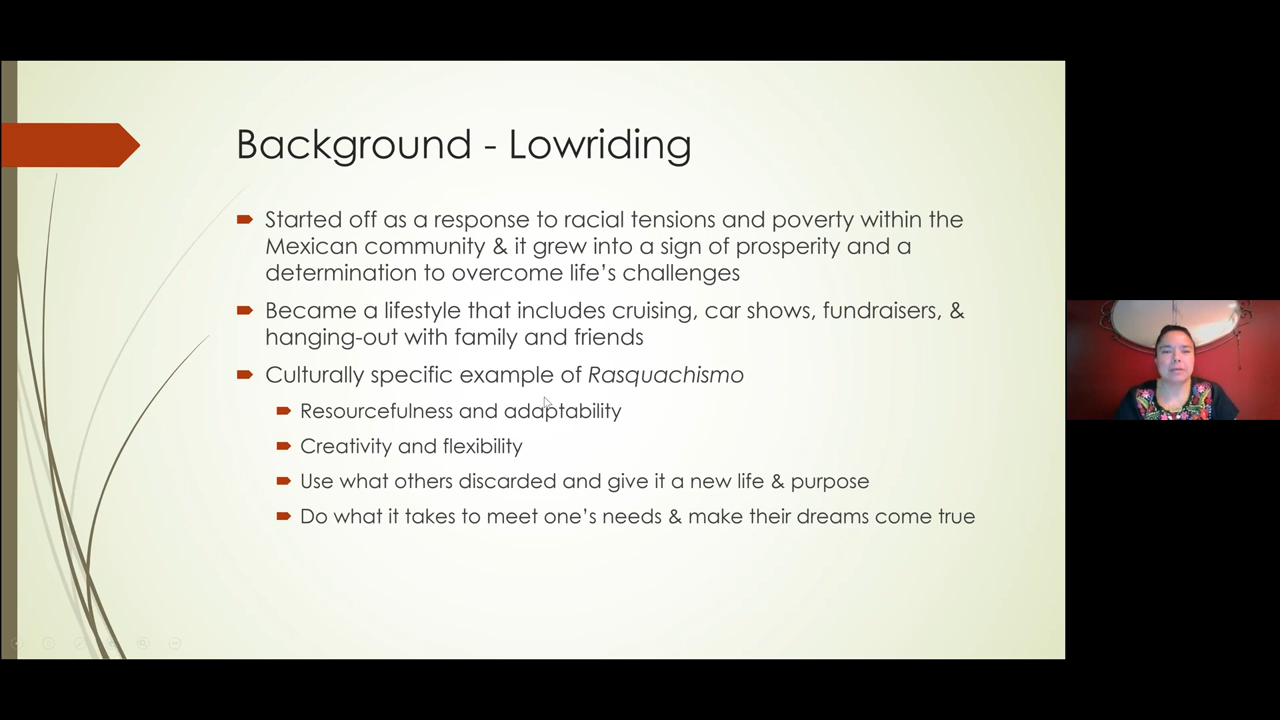 Background - Lowriding
Started off as a response to racial tensions and poverty within the
Mexican community & it grew into a sign of prosperity and a
determination to overcome life’s challenges
Became a lifestyle that includes cruising, car shows, fundraisers, &
hanging-out with family and friends
Culturally specific example of Rasquachismo
Resourcefulness and adaptability
Creativity and flexibility
Use what others discarded and give it a new life & purpose
Do what it takes to meet one’s needs & make their dreams come true